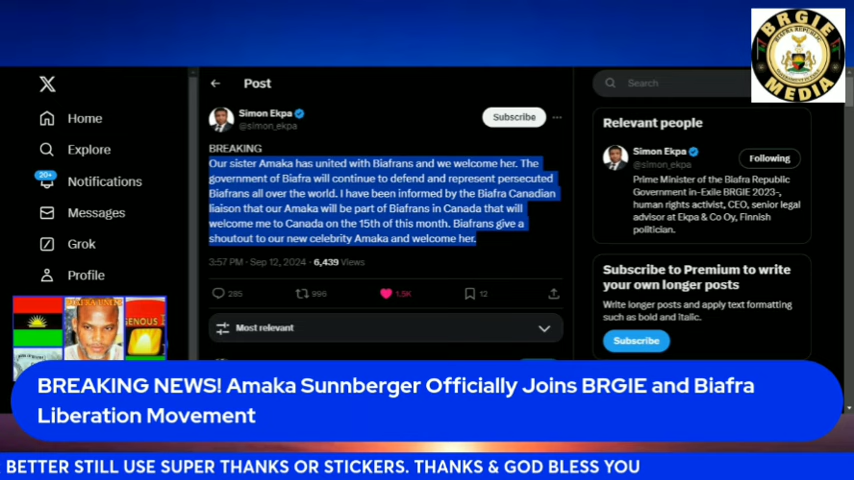 BRGIE
MEDIA
Post
Search
Home
Explore
20+
Notifications
Messages
Grok
Profile
Simon Ekpa
@simon_ekpa
Subscribe
BREAKING
Our sister Amaka has united with Biafrans and we welcome her. The
government of Biafra will continue to defend and represent persecuted
Biafrans all over the world. I have been informed by the Biafra Canadian
liaison that our Amaka will be part of Biafrans in Canada that will
welcome me to Canada on the 15th of this month. Biafrans give a
shoutout to our new celebrity Amaka and welcome her.
3:57 PM · Sep 12, 2024 · 6,439 Views
285
996
1.5K
12
Most relevant
Relevant people
Simon Ekpa
@simon_ekpa
Following
Prime Minister of the Biafra Republic
Government in-Exile BRGIE 2023-,
human rights activist, CEO, senior legal
advisor at Ekpa & Co Oy, Finnish
politician.
Subscribe to Premium to write
your own longer posts
Write longer posts and apply text formatting
such as bold and italic.
Subscribe
BREAKING NEWS! Amaka Sunnberger Officially Joins BRGIE and Biafra
Liberation Movement
BETTER STILL USE SUPER THANKS OR STICKERS. THANKS & GOD BLESS YOU